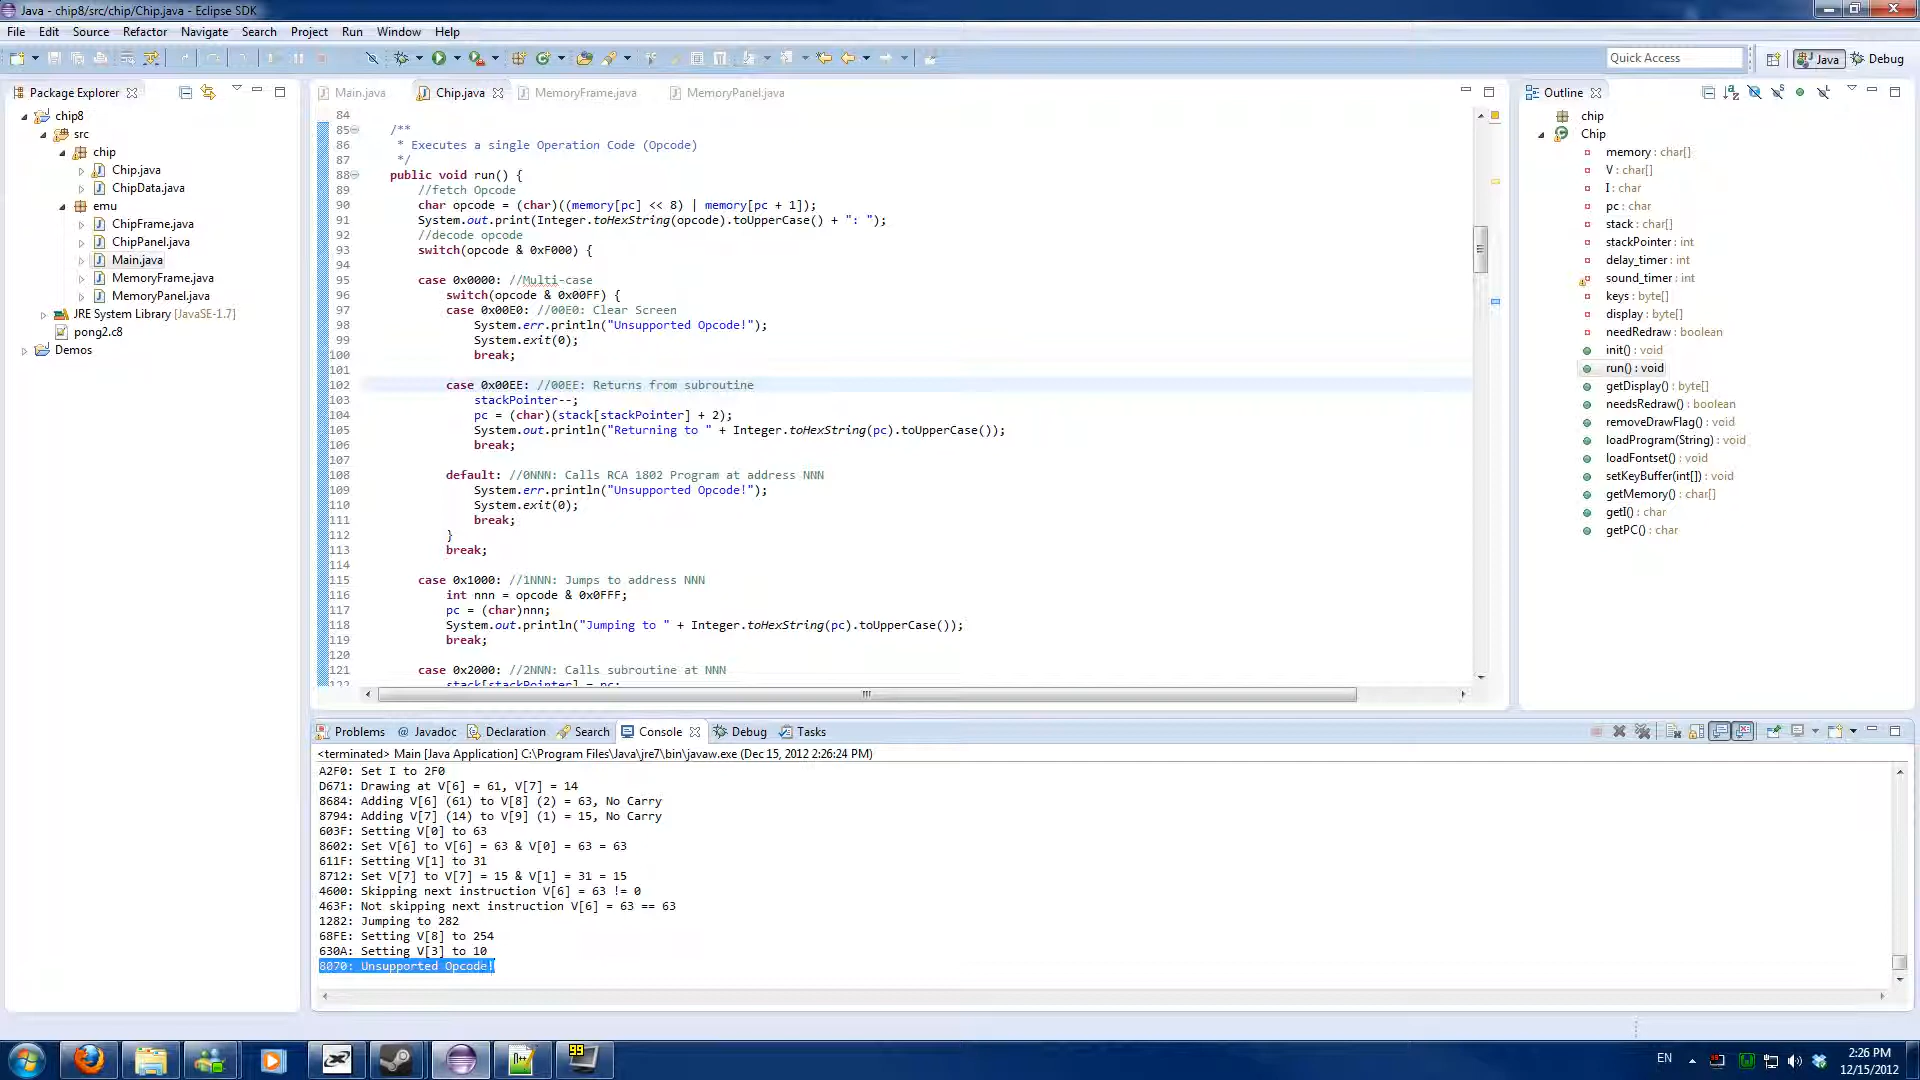 Java - chip8/src/chip/Chip.java - Eclipse SDK
File Edit Source Refactor Navigate Search Project Run Window Help
Quick Access
Java
Debug
Package Explorer
chip8
src
chip
Chip.java
ChipData.java
emu
ChipFrame.java
ChipPanel.java
Main.java
MemoryFrame.java
MemoryPanel.java
JRE System Library [JavaSE-1.7]
pong2.c8
Demos
Main.java
Chip.java
MemoryFrame.java
MemoryPanel.java
84
85 /**
86 * Executes a single Operation Code (Opcode)
87 */
88 public void run() {
89 //fetch Opcode
90 char opcode = (char)((memory[pc] << 8) | memory[pc + 1]);
91 System.out.print(Integer.toHexString(opcode).toUpperCase() + ": ");
92 //decode opcode
93 switch(opcode & 0xF000) {
94
95 case 0x0000: //Multi-case
96 switch(opcode & 0x00FF) {
97 case 0x00E0: //00E0: Clear Screen
98 System.err.println("Unsupported Opcode!");
99 System.exit(0);
100 break;
101
102 case 0x00EE: //00EE: Returns from subroutine
103 stackPointer--;
104 pc = (char)(stack[stackPointer] + 2);
105 System.out.println("Returning to " + Integer.toHexString(pc).toUpperCase());
106 break;
107
108 default: //0NNN: Calls RCA 1802 Program at address NNN
109 System.err.println("Unsupported Opcode!");
110 System.exit(0);
111 break;
112 }
113 break;
114
115 case 0x1000: //1NNN: Jumps to address NNN
116 int nnn = opcode & 0x0FFF;
117 pc = (char)nnn;
118 System.out.println("Jumping to " + Integer.toHexString(pc).toUpperCase());
119 break;
120
121 case 0x2000: //2NNN: Calls subroutine at NNN
122 stack[stackPointer] = pc;
Outline
chip
Chip
memory : char[]
V : char[]
I : char
pc : char
stack : char[]
stackPointer : int
delay_timer : int
sound_timer : int
keys : byte[]
display : byte[]
needRedraw : boolean
init() : void
run() : void
getDisplay() : byte[]
needsRedraw() : boolean
removeDrawFlag() : void
loadProgram(String) : void
loadFontset() : void
setKeyBuffer(int[]) : void
getMemory() : char[]
getI() : char
getPC() : char
Problems @ Javadoc Declaration Search Console Debug Tasks
<terminated> Main [Java Application] C:\Program Files\Java\jre7\bin\javaw.exe (Dec 15, 2012 2:26:24 PM)
A2F0: Set I to 2F0
D671: Drawing at V[6] = 61, V[7] = 14
8684: Adding V[6] (61) to V[8] (2) = 63, No Carry
8794: Adding V[7] (14) to V[9] (1) = 15, No Carry
603F: Setting V[0] to 63
8602: Set V[6] to V[6] = 63 & V[0] = 63 = 63
611F: Setting V[1] to 31
8712: Set V[7] to V[7] = 15 & V[1] = 31 = 15
4600: Skipping next instruction V[6] = 63 != 0
463F: Not skipping next instruction V[6] = 63 == 63
1282: Jumping to 282
68FE: Setting V[8] to 254
630A: Setting V[3] to 10
8070: Unsupported Opcode!
99
EN
2:26 PM
12/15/2012